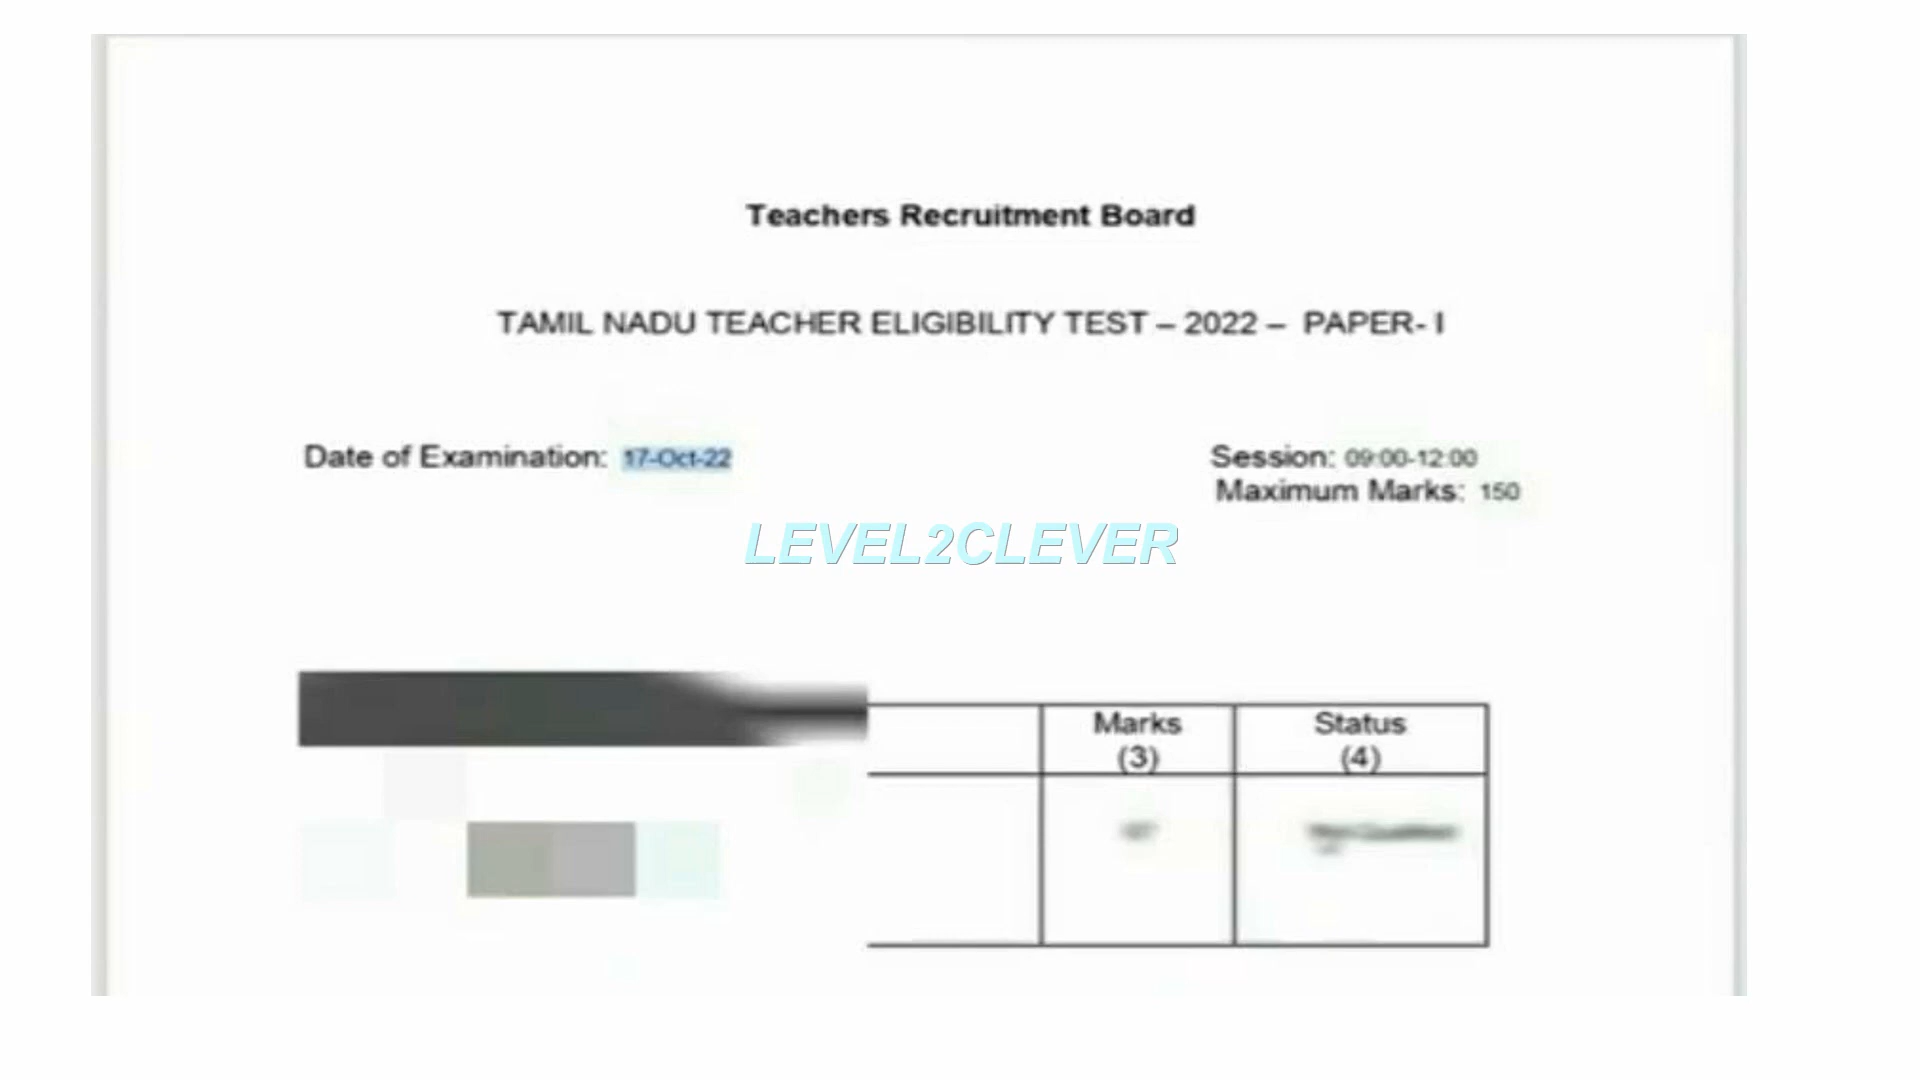 Teachers Recruitment Board
TAMIL NADU TEACHER ELIGIBILITY TEST – 2022 – PAPER- I
Date of Examination: 17-Oct-22
Session: 09:00-12:00
Maximum Marks: 150
LEVEL2CLEVER
Marks
(3)
Status
(4)